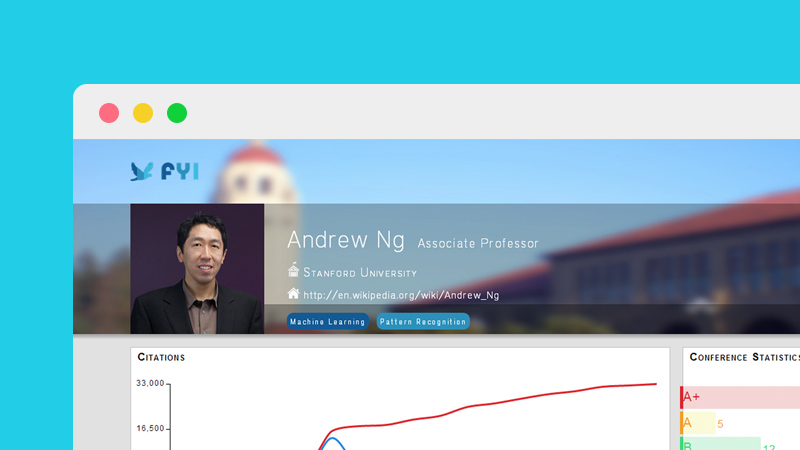 FYI
Andrew Ng Associate Professor
STANFORD UNIVERSITY
http://en.wikipedia.org/wiki/Andrew_Ng
Machine Learning Pattern Recognition
CITATIONS
33,000
16,500
CONFERENCE STATISTICS
A+
A 5
B 12